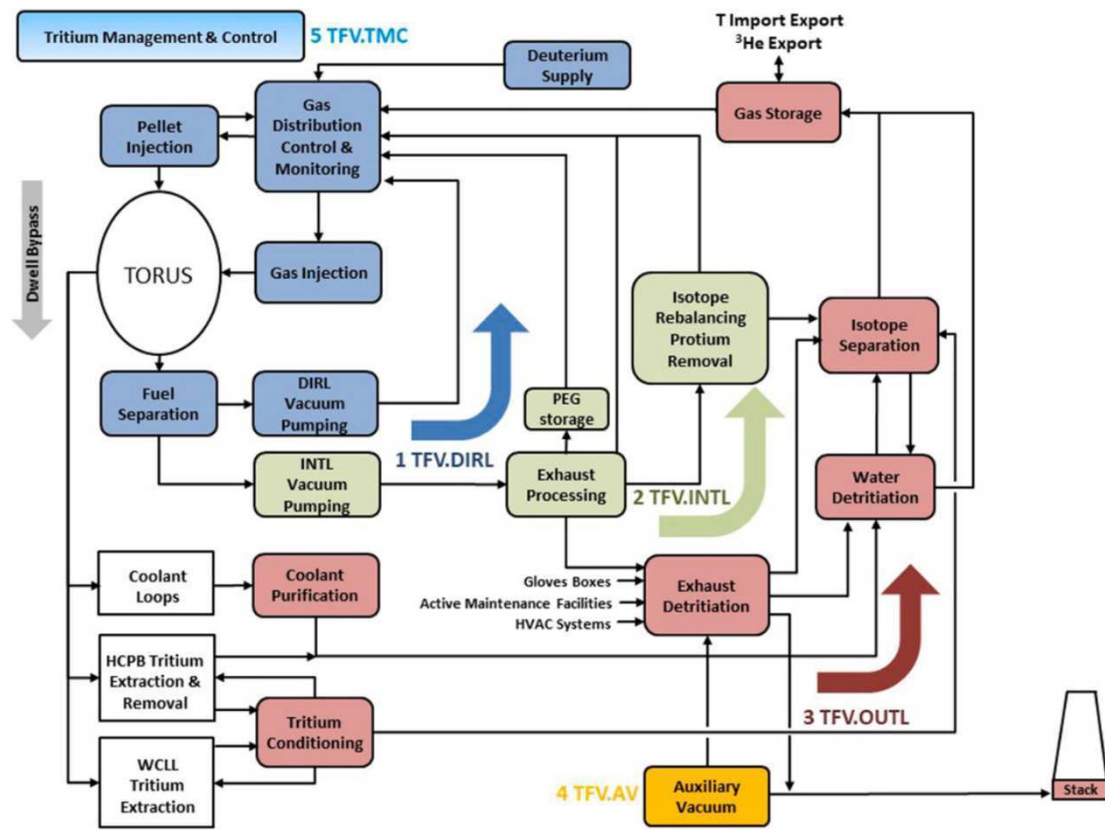 Tritium Management & Control
5 TFV.TMC
Deuterium
Supply
T Import Export
³He Export
Gas Storage
Pellet
Injection
Gas
Distribution
Control &
Monitoring
Dwell Bypass
TORUS
Gas Injection
Isotope
Rebalancing
Protium
Removal
Isotope
Separation
Fuel
Separation
DIRL
Vacuum
Pumping
1 TFV.DIRL
PEG
storage
INTL
Vacuum
Pumping
Exhaust
Processing
2 TFV.INTL
Water
Detritiation
Coolant
Loops
Coolant
Purification
Gloves Boxes
Active Maintenance Facilities
HVAC Systems
Exhaust
Detritiation
HCPB Tritium
Extraction &
Removal
Tritium
Conditioning
3 TFV.OUTL
WCLL
Tritium
Extraction
4 TFV.AV
Auxiliary
Vacuum
Stack